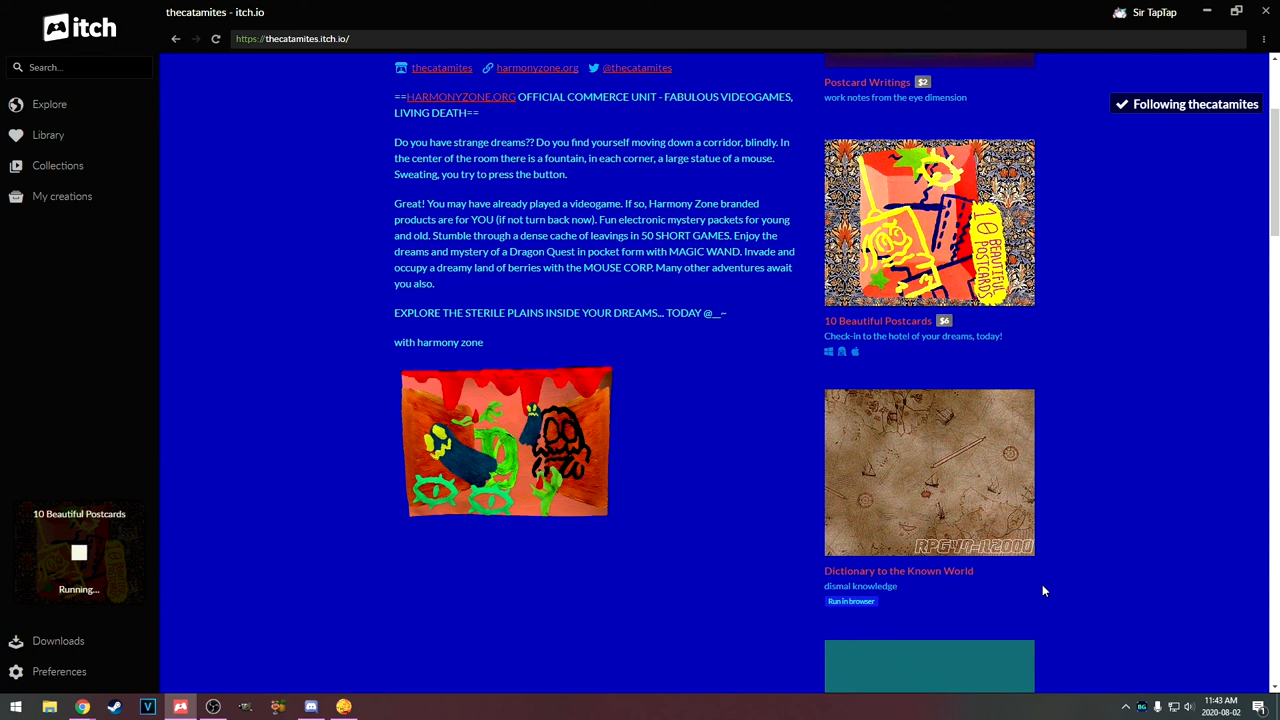 thecatamites - itch.io
Sir TapTap
itch
https://thecatamites.itch.io/
Search...
Explore
Library
Collections
My creations
10 Beautiful Postcards
Running...
Downloads
Preferences
thecatamites harmonyzone.org @thecatamites
==HARMONYZONE.ORG OFFICIAL COMMERCE UNIT - FABULOUS VIDEOGAMES,
LIVING DEATH==
Do you have strange dreams?? Do you find yourself moving down a corridor, blindly. In
the center of the room there is a fountain, in each corner, a large statue of a mouse.
Sweating, you try to press the button.
Great! You may have already played a videogame. If so, Harmony Zone branded
products are for YOU (if not turn back now). Fun electronic mystery packets for young
and old. Stumble through a dense cache of leavings in 50 SHORT GAMES. Enjoy the
dreams and mystery of a Dragon Quest in pocket form with MAGIC WAND. Invade and
occupy a dreamy land of berries with the MOUSE CORP. Many other adventures await
you also.
EXPLORE THE STERILE PLAINS INSIDE YOUR DREAMS... TODAY @__~
with harmony zone
Postcard Writings $2
work notes from the eye dimension
10 BEAUTIFUL
POSTCARDS
10 Beautiful Postcards $6
Check-in to the hotel of your dreams, today!
Dictionary to the Known World
dismal knowledge
Run in browser
Following thecatamites
11:43 AM
2020-08-02